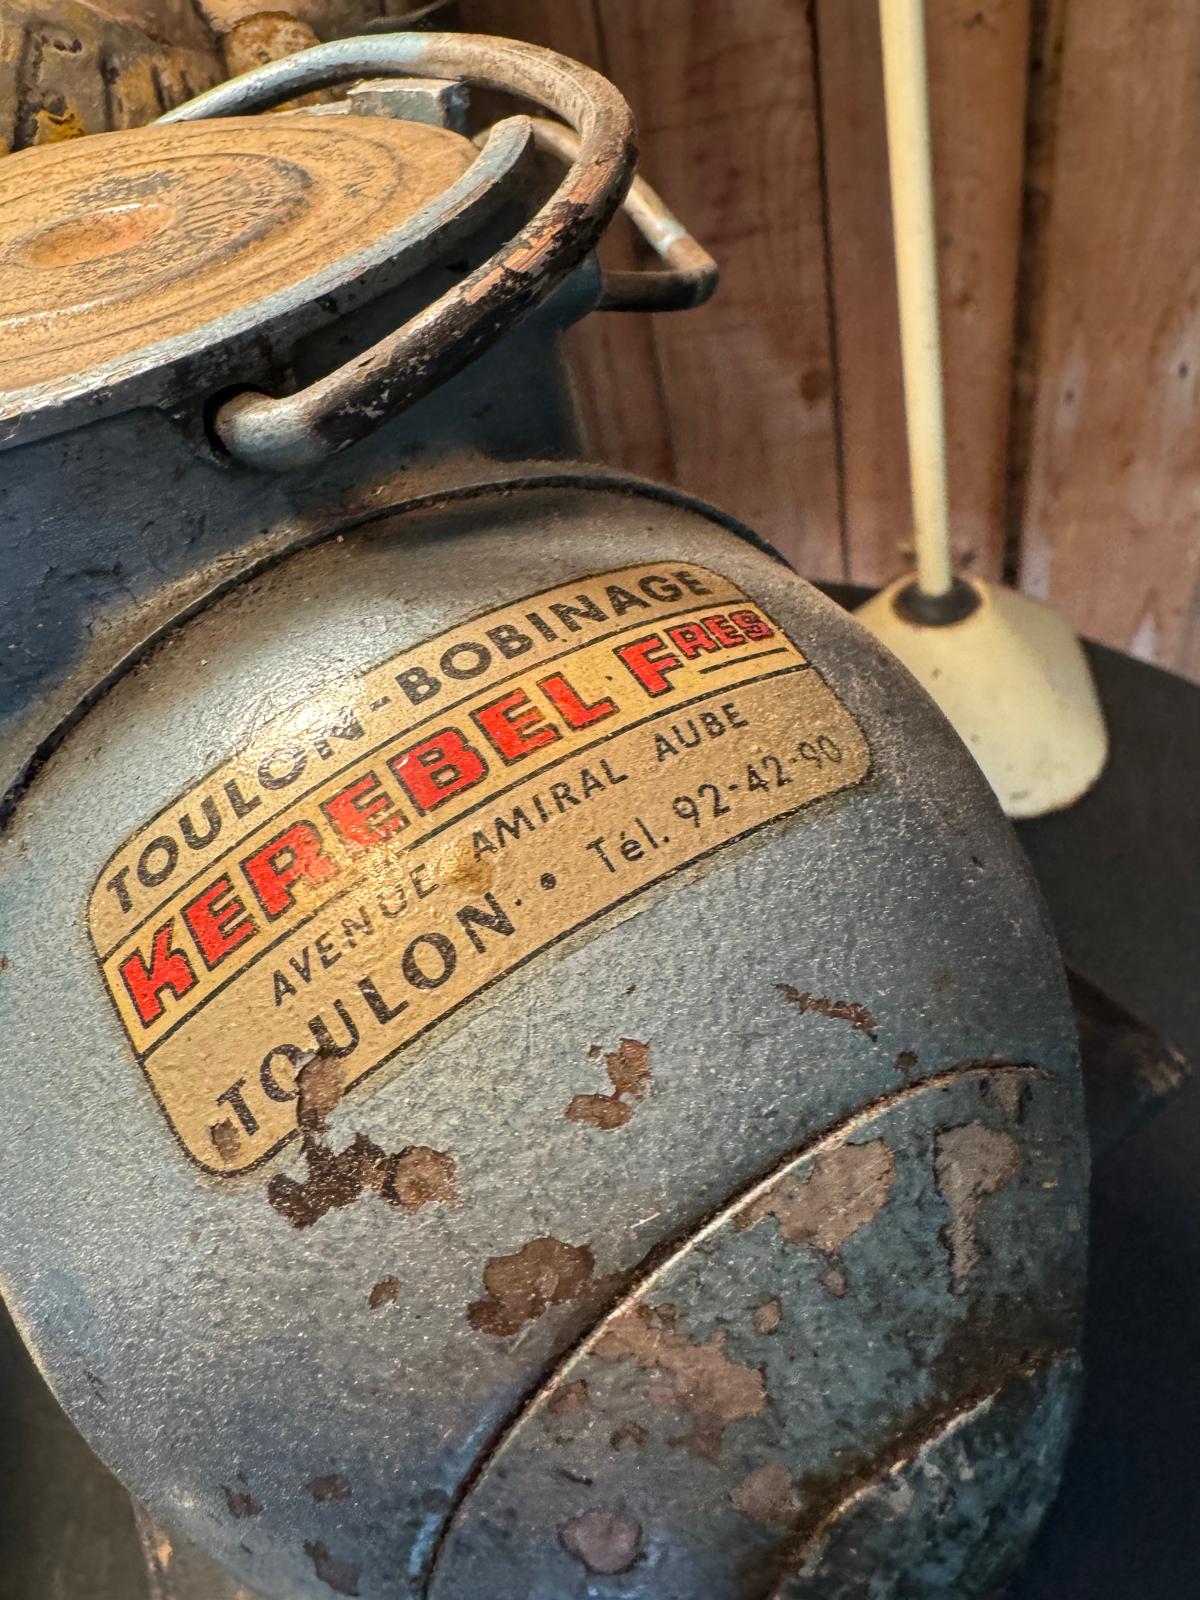 TOULON-BOBINAGE
KEREBEL FRES
AVENUE AMIRAL AUBE
TOULON. • Tél. 92-42-90